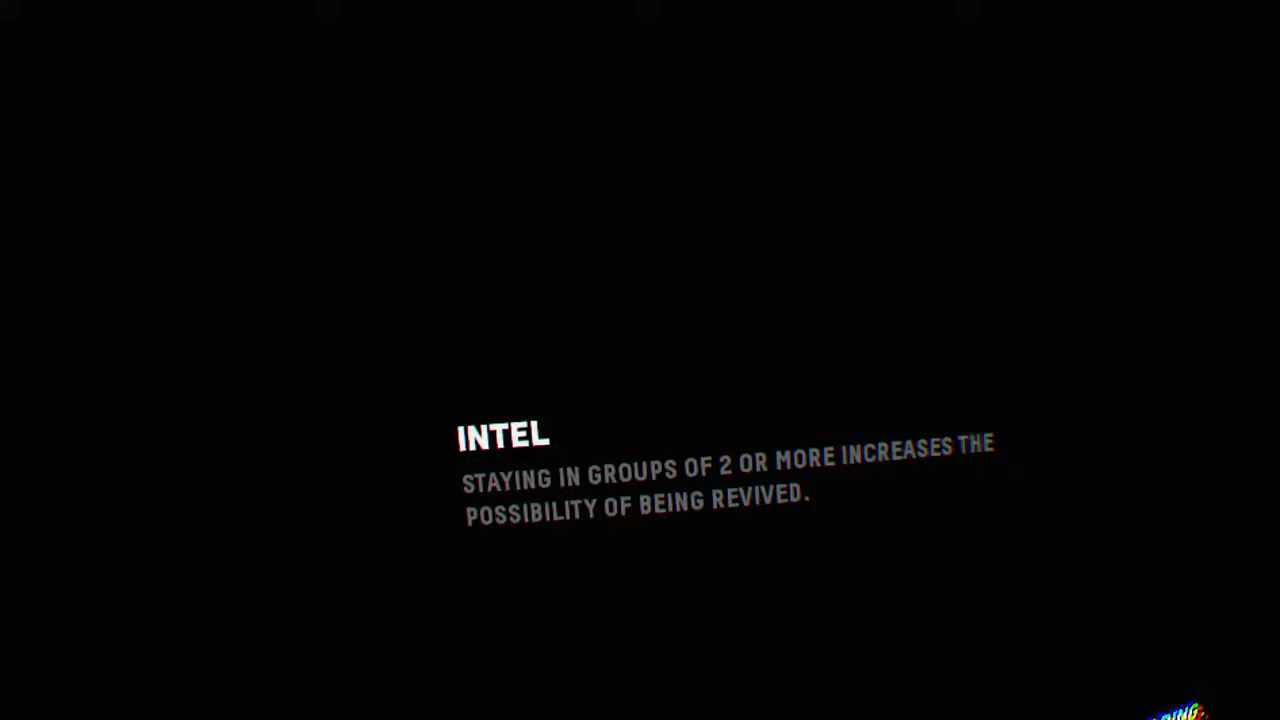 INTEL
STAYING IN GROUPS OF 2 OR MORE INCREASES THE
POSSIBILITY OF BEING REVIVED.